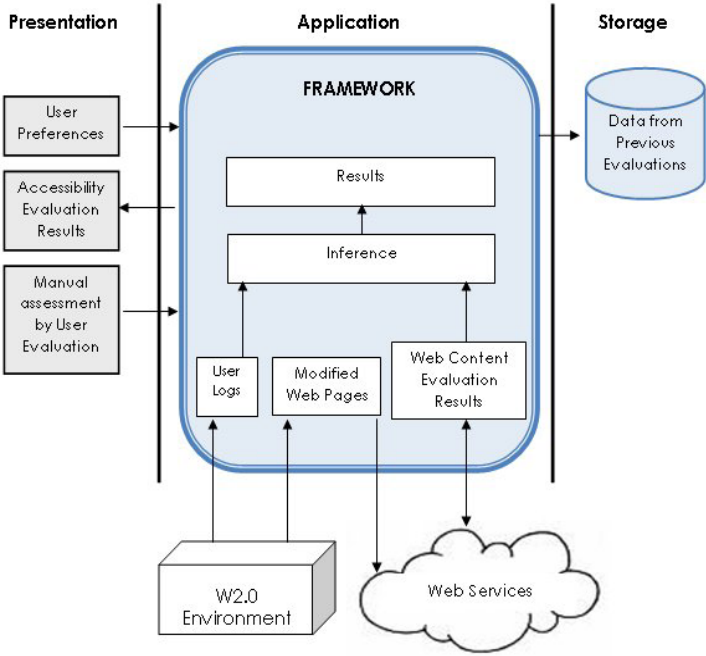 Presentation
Application
Storage
FRAMEWORK
User
Preferences
Accessibility
Evaluation
Results
Manual
assessment
by User
Evaluation
Results
Inference
User
Logs
Modified
Web Pages
Web Content
Evaluation
Results
Data from
Previous
Evaluations
W2.0
Environment
Web Services